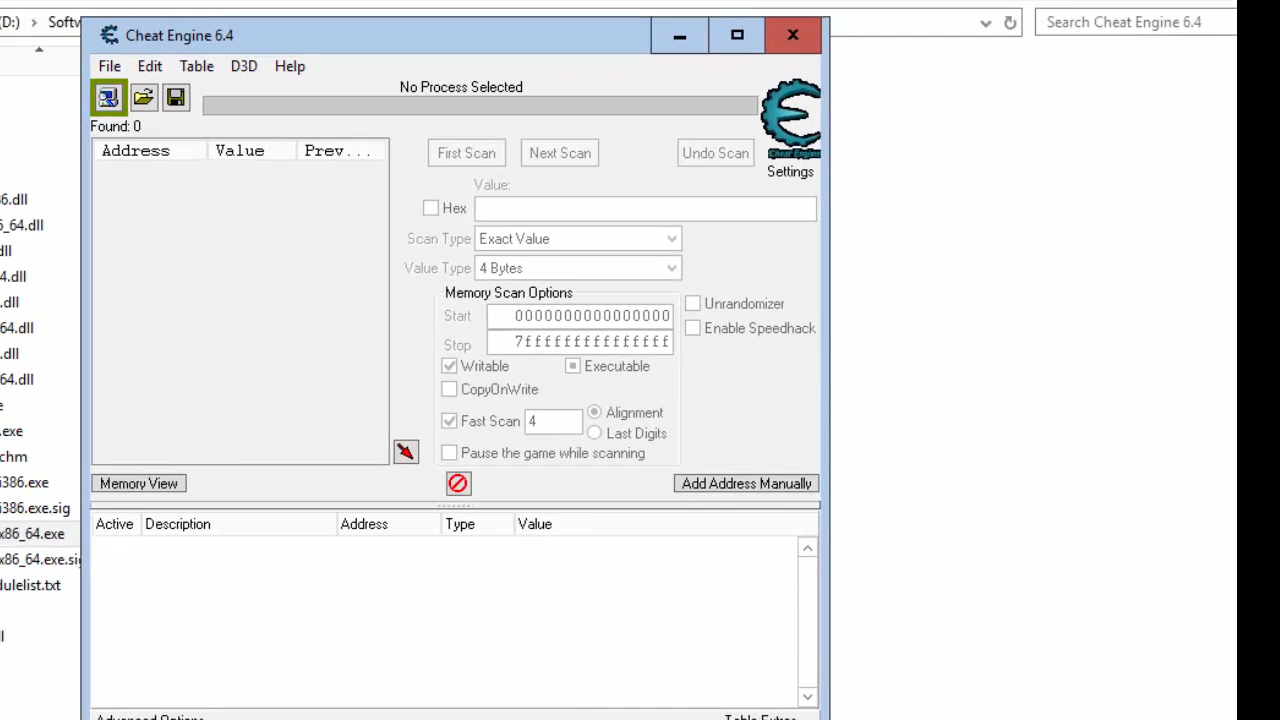 (D:) > Softw
Search Cheat Engine 6.4
Cheat Engine 6.4
File Edit Table D3D Help
No Process Selected
Found: 0
Address Value Prev...
First Scan Next Scan Undo Scan
Cheat Engine
Settings
Value:
Hex
Scan Type Exact Value
Value Type 4 Bytes
Memory Scan Options
Start 0000000000000000
Stop 7fffffffffffffff
Unrandomizer
Enable Speedhack
Writable Executable
CopyOnWrite
Fast Scan 4 Alignment
Last Digits
Pause the game while scanning
Memory View
Add Address Manually
Active Description Address Type Value
6.dll
_64.dll
dll
4.dll
.dll
64.dll
.dll
64.dll
e
.exe
chm
i386.exe
i386.exe.sig
x86_64.exe
x86_64.exe.sig
dulelist.txt
ll
Advanced Options
Table Extras